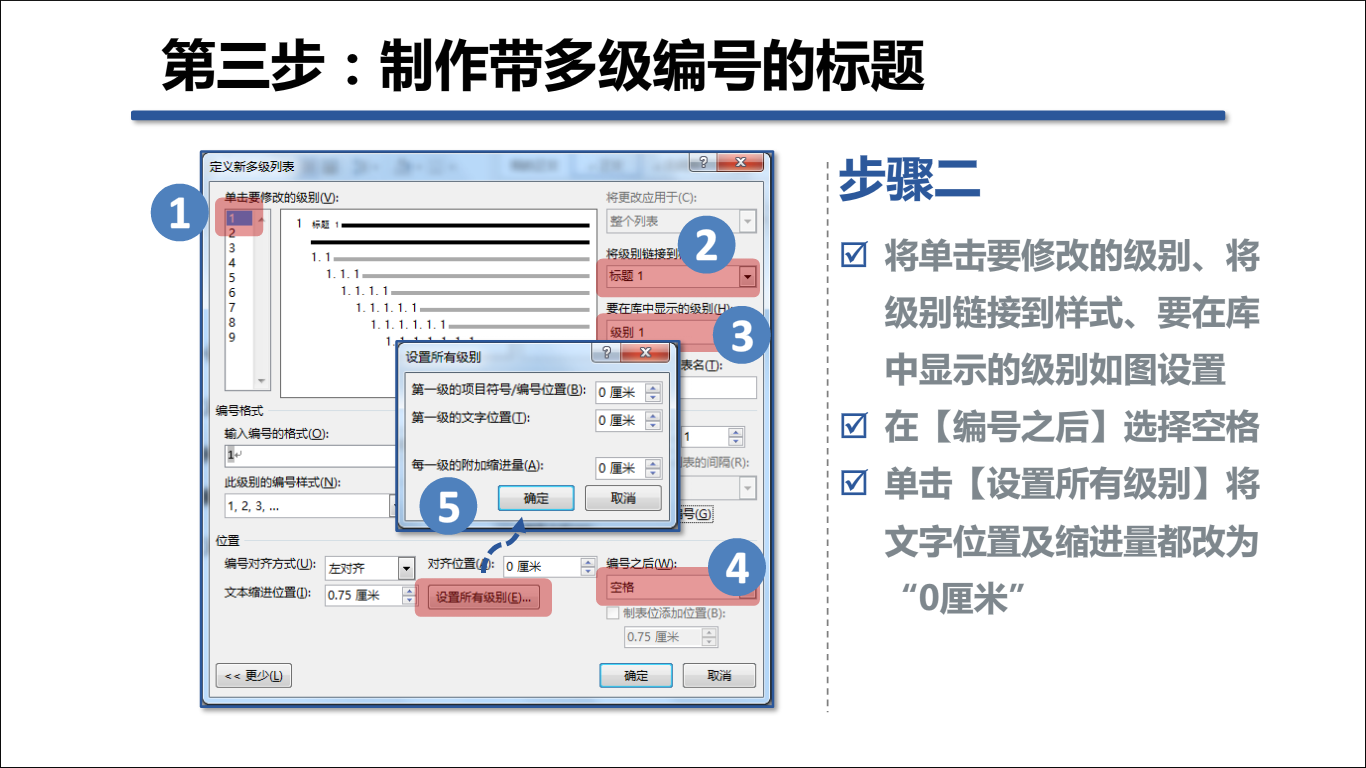 第三步：制作带多级编号的标题
定义新多级列表
单击要修改的级别(V):
1
1
2
3
4
5
6
7
8
9
1 标题 1
1.1
1.1.1
1.1.1.1
1.1.1.1.1
1.1.1.1.1.1
将更改应用于(C):
整个列表
将级别链接到
2
标题 1
要在库中显示的级别(H)
级别 1
3
表名(T):
设置所有级别
第一级的项目符号/编号位置(B): 0 厘米
第一级的文字位置(T): 0 厘米
每一级的附加缩进量(A): 0 厘米
5
确定 取消
编号格式
输入编号的格式(O):
1
此级别的编号样式(N):
1, 2, 3, ...
1
表的间隔(R):
号(G)
位置
编号对齐方式(U): 左对齐 对齐位置(A): 0 厘米
文本缩进位置(I): 0.75 厘米 设置所有级别(E)...
编号之后(W):
4
空格
制表位添加位置(B):
0.75 厘米
<< 更少(L) 确定 取消
步骤二
将单击要修改的级别、将
级别链接到样式、要在库
中显示的级别如图设置
在【编号之后】选择空格
单击【设置所有级别】将
文字位置及缩进量都改为
“0厘米”